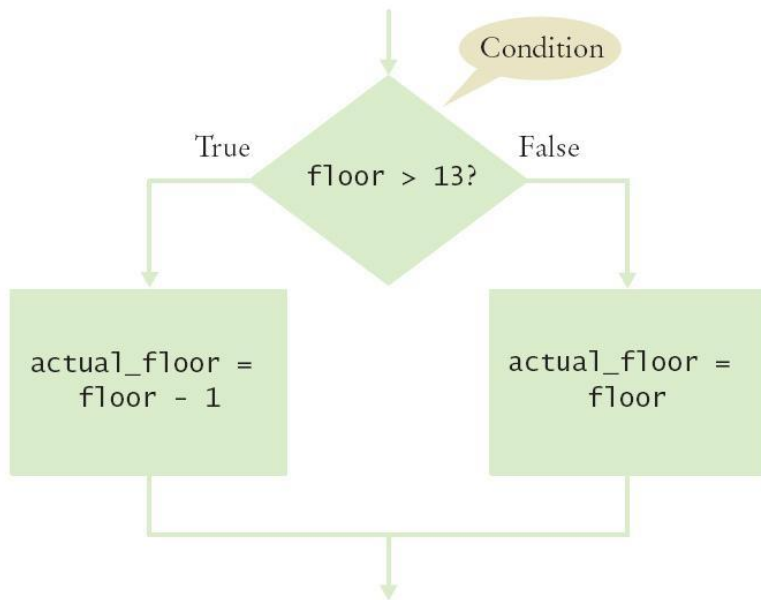 Condition
True
False
floor > 13?
actual_floor =
floor - 1
actual_floor =
floor